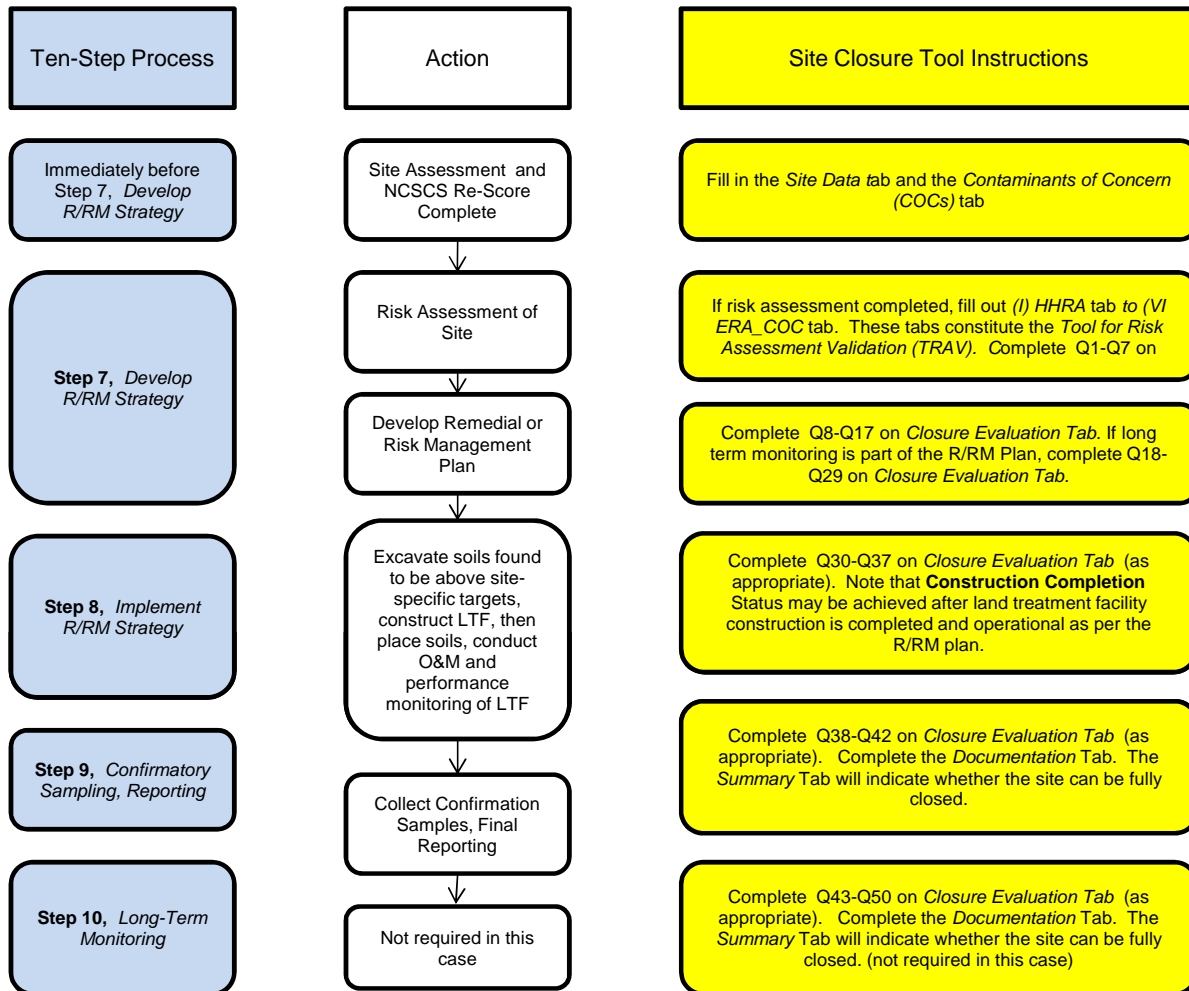 Ten-Step Process
Action
Site Closure Tool Instructions
Immediately before
Step 7, Develop
R/RM Strategy
Site Assessment and
NCSCS Re-Score
Complete
Fill in the Site Data tab and the Contaminants of Concern
(COCs) tab
Step 7, Develop
R/RM Strategy
Risk Assessment of
Site
If risk assessment completed, fill out (I) HHRA tab to (VI
ERA_COC tab. These tabs constitute the Tool for Risk
Assessment Validation (TRAV). Complete Q1-Q7 on
Develop Remedial or
Risk Management
Plan
Complete Q8-Q17 on Closure Evaluation Tab. If long
term monitoring is part of the R/RM Plan, complete Q18-
Q29 on Closure Evaluation Tab.
Step 8, Implement
R/RM Strategy
Excavate soils found
to be above site-
specific targets,
construct LTF, then
place soils, conduct
O&M and
performance
monitoring of LTF
Complete Q30-Q37 on Closure Evaluation Tab (as
appropriate). Note that Construction Completion
Status may be achieved after land treatment facility
construction is completed and operational as per the
R/RM plan.
Step 9, Confirmatory
Sampling, Reporting
Collect Confirmation
Samples, Final
Reporting
Complete Q38-Q42 on Closure Evaluation Tab (as
appropriate). Complete the Documentation Tab. The
Summary Tab will indicate whether the site can be fully
closed.
Step 10, Long-Term
Monitoring
Not required in this
case
Complete Q43-Q50 on Closure Evaluation Tab (as
appropriate). Complete the Documentation Tab. The
Summary Tab will indicate whether the site can be fully
closed. (not required in this case)